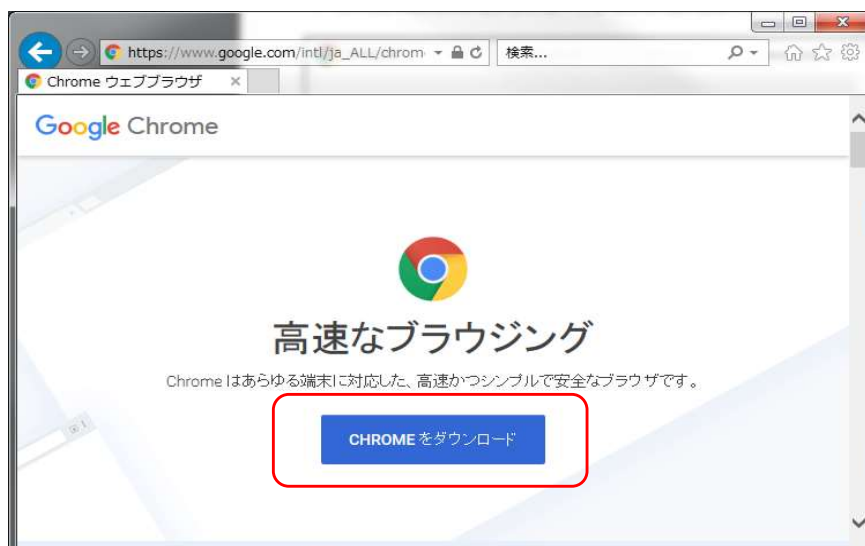 https://www.google.com/intl/ja_ALL/chrom
検索...
Chrome ウェブブラウザ
Google Chrome
高速なブラウジング
Chrome はあらゆる端末に対応した、高速かつシンプルで安全なブラウザです。
CHROME をダウンロード